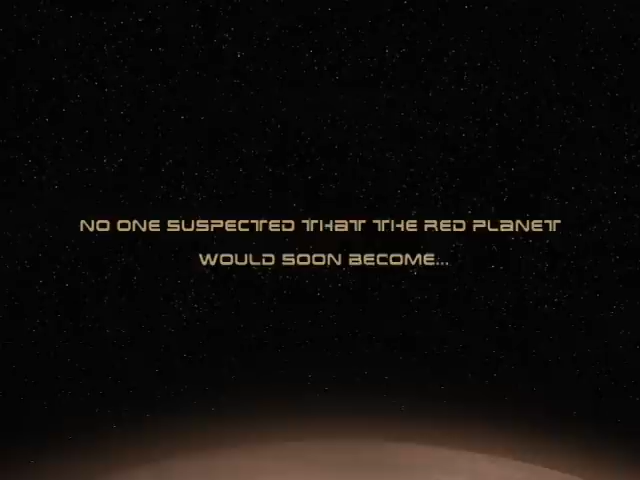 NO ONE SUSPECTED THAT THE RED PLANET
WOULD SOON BECOME...